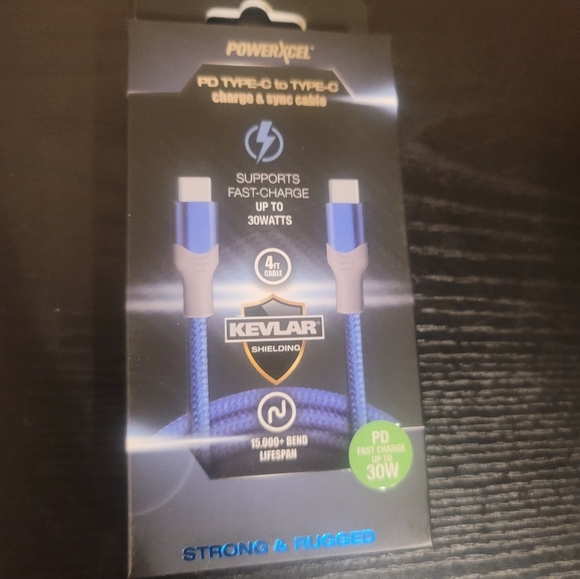 POWERXCEL
PD TYPE-C to TYPE-C
charge & sync cable
SUPPORTS
FAST-CHARGE
UP TO
30WATTS
4FT
CABLE
KEVLAR®
SHIELDING
15,000+ BEND
LIFESPAN
PD
FAST CHARGE
UP TO
30W
STRONG & RUGGED